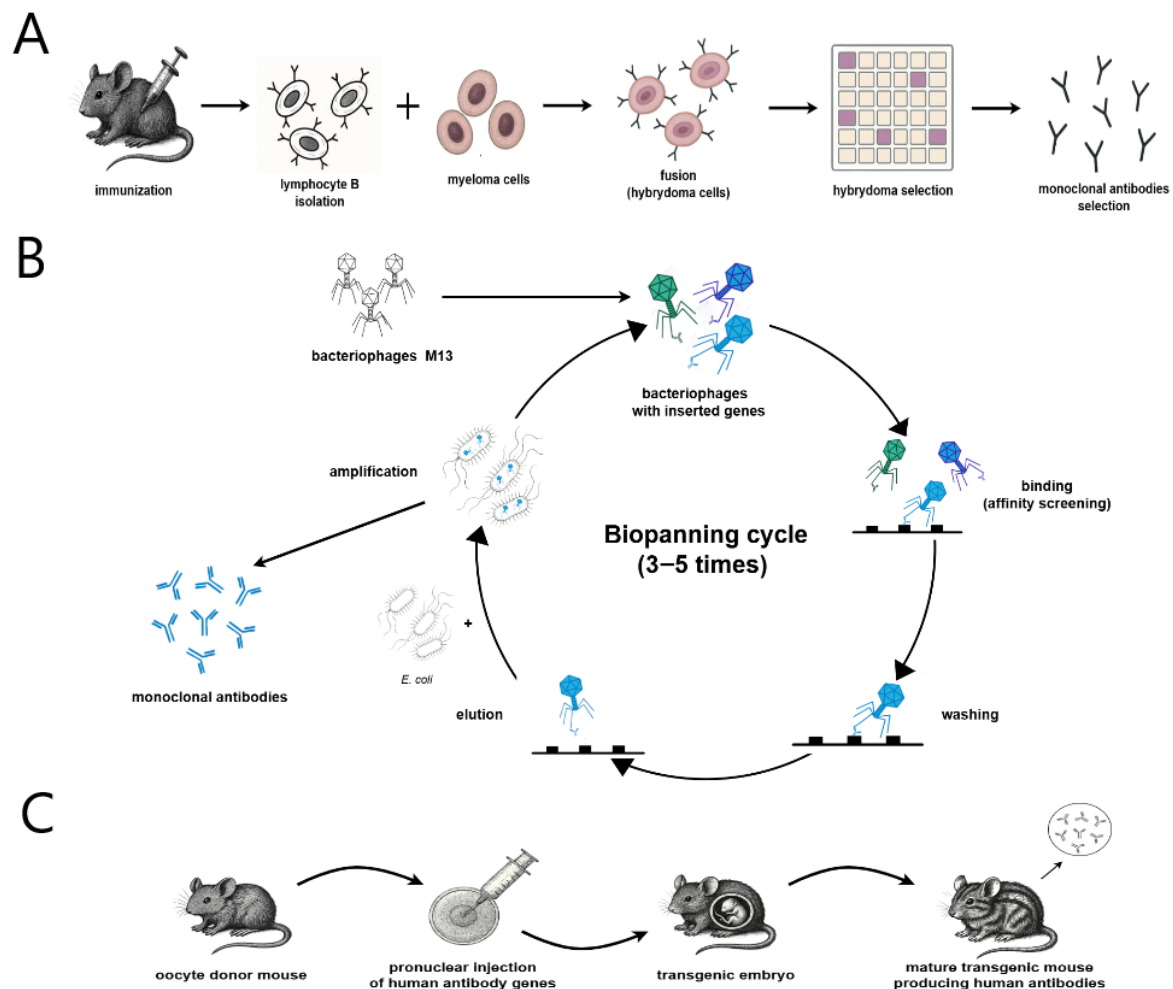 A
immunization
lymphocyte B
isolation
+
myeloma cells
fusion
(hybrydoma cells)
hybrydoma selection
monoclonal antibodies
selection
B
bacteriophages M13
bacteriophages
with inserted genes
amplification
binding
(affinity screening)
Biopanning cycle
(3–5 times)
+
E. coli
monoclonal antibodies
elution
washing
C
oocyte donor mouse
pronuclear injection
of human antibody genes
transgenic embryo
mature transgenic mouse
producing human antibodies